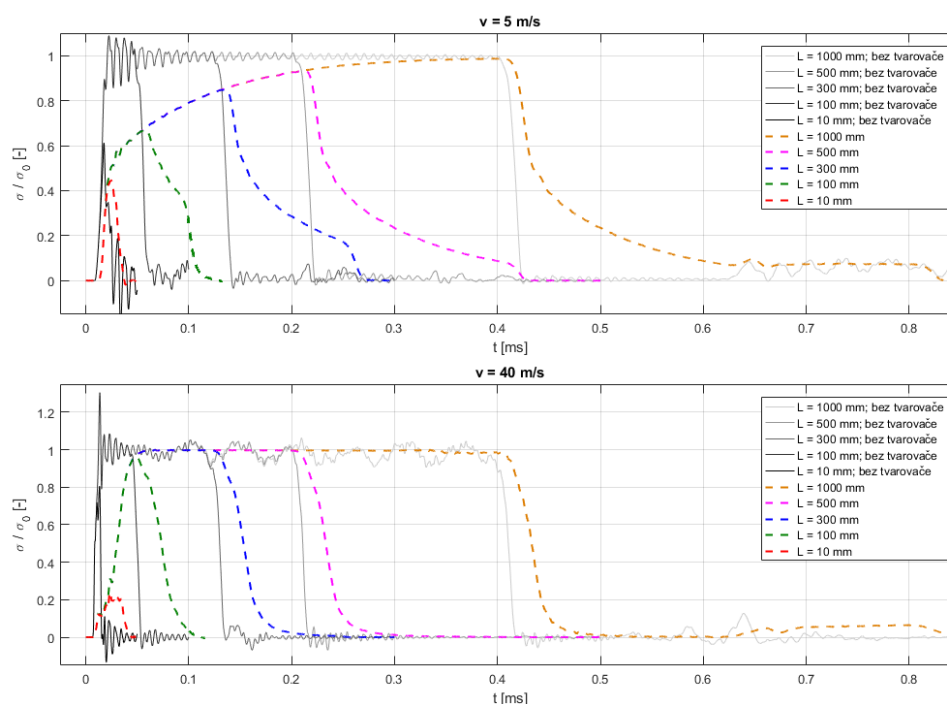 v = 5 m/s
σ / σ0 [-]
1
0.8
0.6
0.4
0.2
0
0
0.1
0.2
0.3
0.4
0.5
0.6
0.7
0.8
t [ms]
L = 1000 mm; bez tvarovače
L = 500 mm; bez tvarovače
L = 300 mm; bez tvarovače
L = 100 mm; bez tvarovače
L = 10 mm; bez tvarovače
L = 1000 mm
L = 500 mm
L = 300 mm
L = 100 mm
L = 10 mm
v = 40 m/s
σ / σ0 [-]
1.2
1
0.8
0.6
0.4
0.2
0
0
0.1
0.2
0.3
0.4
0.5
0.6
0.7
0.8
t [ms]
L = 1000 mm; bez tvarovače
L = 500 mm; bez tvarovače
L = 300 mm; bez tvarovače
L = 100 mm; bez tvarovače
L = 10 mm; bez tvarovače
L = 1000 mm
L = 500 mm
L = 300 mm
L = 100 mm
L = 10 mm